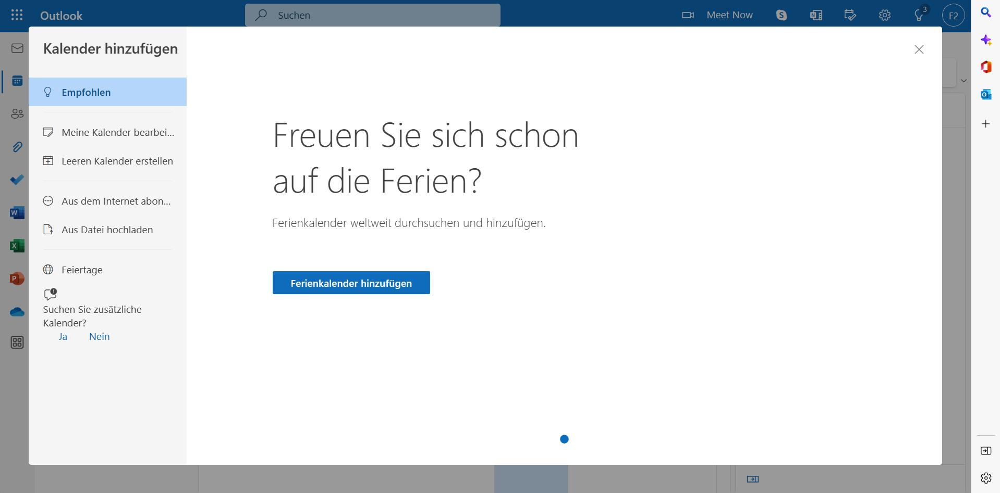 Outlook
Suchen
Meet Now
3
F2
Kalender hinzufügen
Empfohlen
Meine Kalender bearbei...
Leeren Kalender erstellen
Aus dem Internet abon...
Aus Datei hochladen
Feiertage
Suchen Sie zusätzliche
Kalender?
Ja Nein
Freuen Sie sich schon
auf die Ferien?
Ferienkalender weltweit durchsuchen und hinzufügen.
Ferienkalender hinzufügen